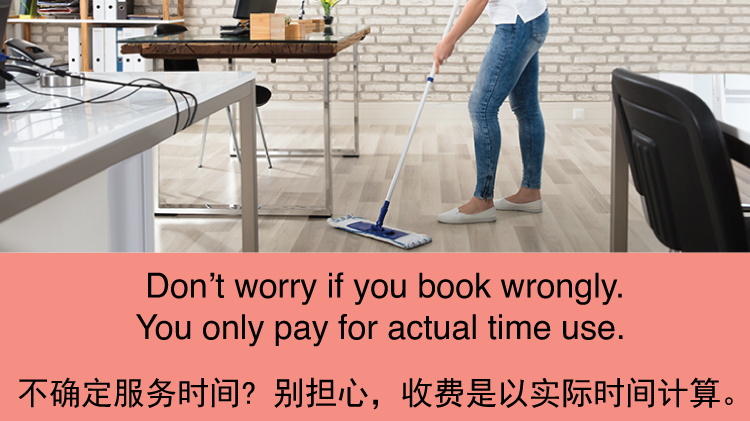 Don’t worry if you book wrongly.
You only pay for actual time use.
不确定服务时间？别担心，收费是以实际时间计算。